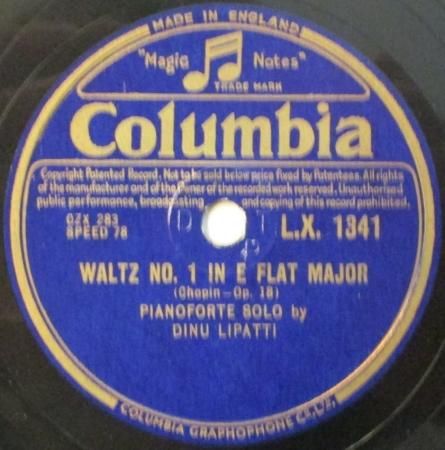 MADE IN ENGLAND
"Magic Notes"
TRADE MARK
Columbia
Copyright Patented Record. Not to be sold below price fixed by Patentees. All rights
of the manufacturer and of the Owner of the recorded work reserved. Unauthorised
public performance, broadcasting and copying of this record prohibited.
CZX 283
SPEED 78
L.X. 1341
WALTZ NO. 1 IN E FLAT MAJOR
(Chopin—Op. 18)
PIANOFORTE SOLO by
DINU LIPATTI
COLUMBIA GRAPHOPHONE Co. Ltd.